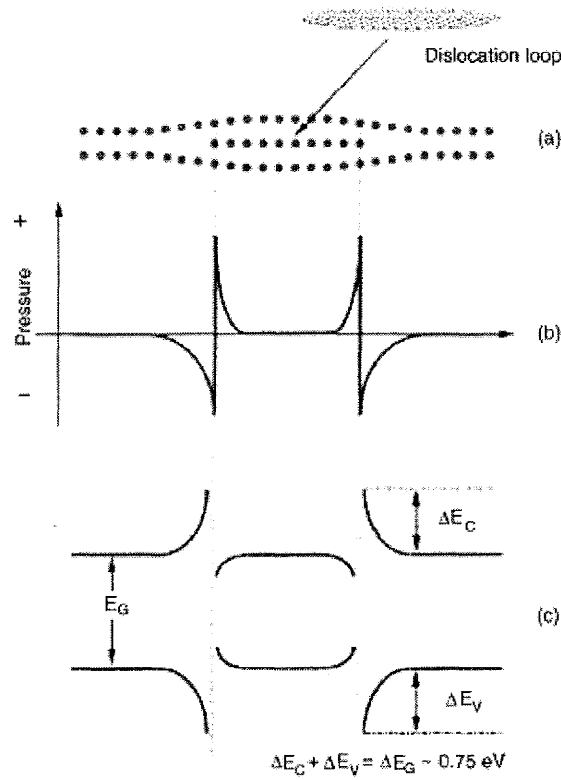 Dislocation loop
(a)
+
Pressure
−
(b)
ΔE_C
E_G
(c)
ΔE_V
ΔE_C + ΔE_V = ΔE_G ~ 0.75 eV